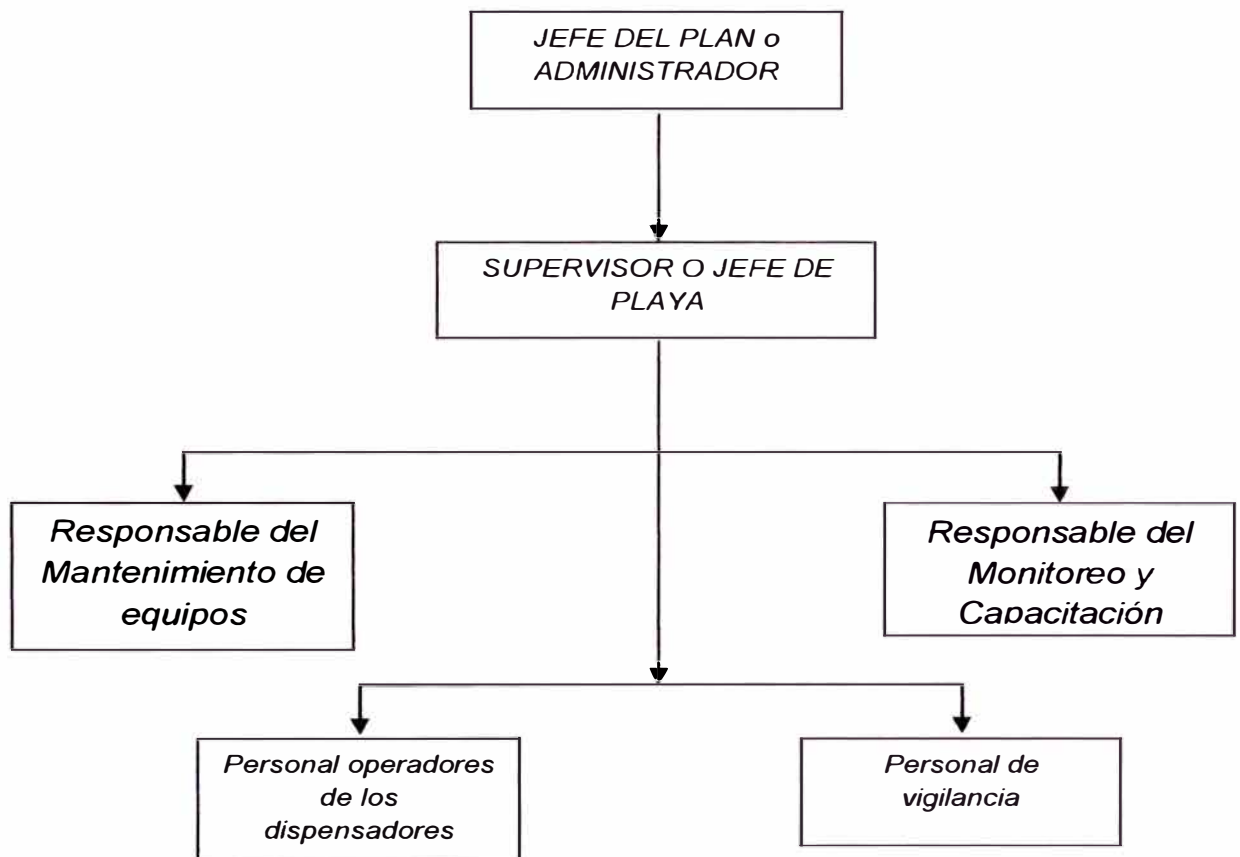 JEFE DEL PLAN o
ADMINISTRADOR
SUPERVISOR O JEFE DE
PLAYA
Responsable del
Mantenimiento de
equipos
Responsable del
Monitoreo y
Capacitación
Personal operadores
de los
dispensadores
Personal de
vigilancia